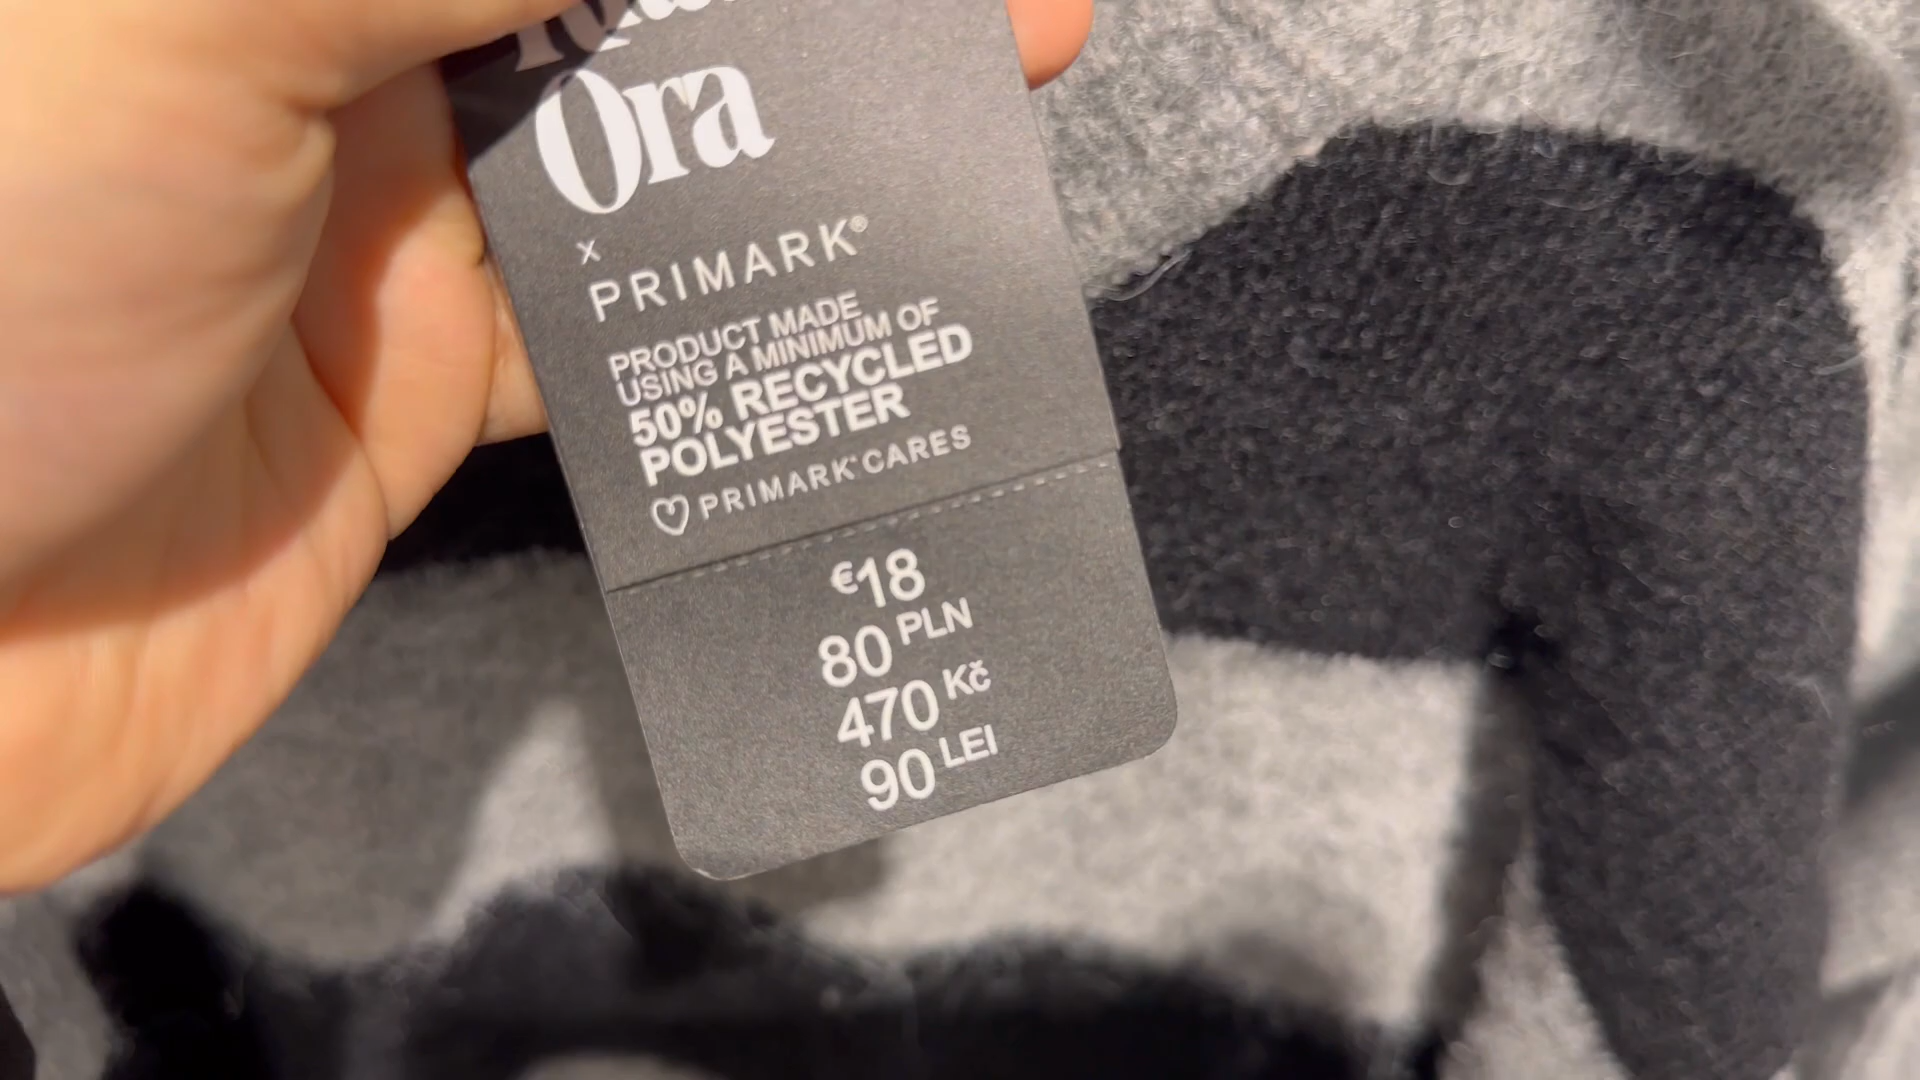 Ora
x
PRIMARK®
PRODUCT MADE
USING A MINIMUM OF
50% RECYCLED
POLYESTER
PRIMARK® CARES
€18
80 PLN
470 Kč
90 LEI